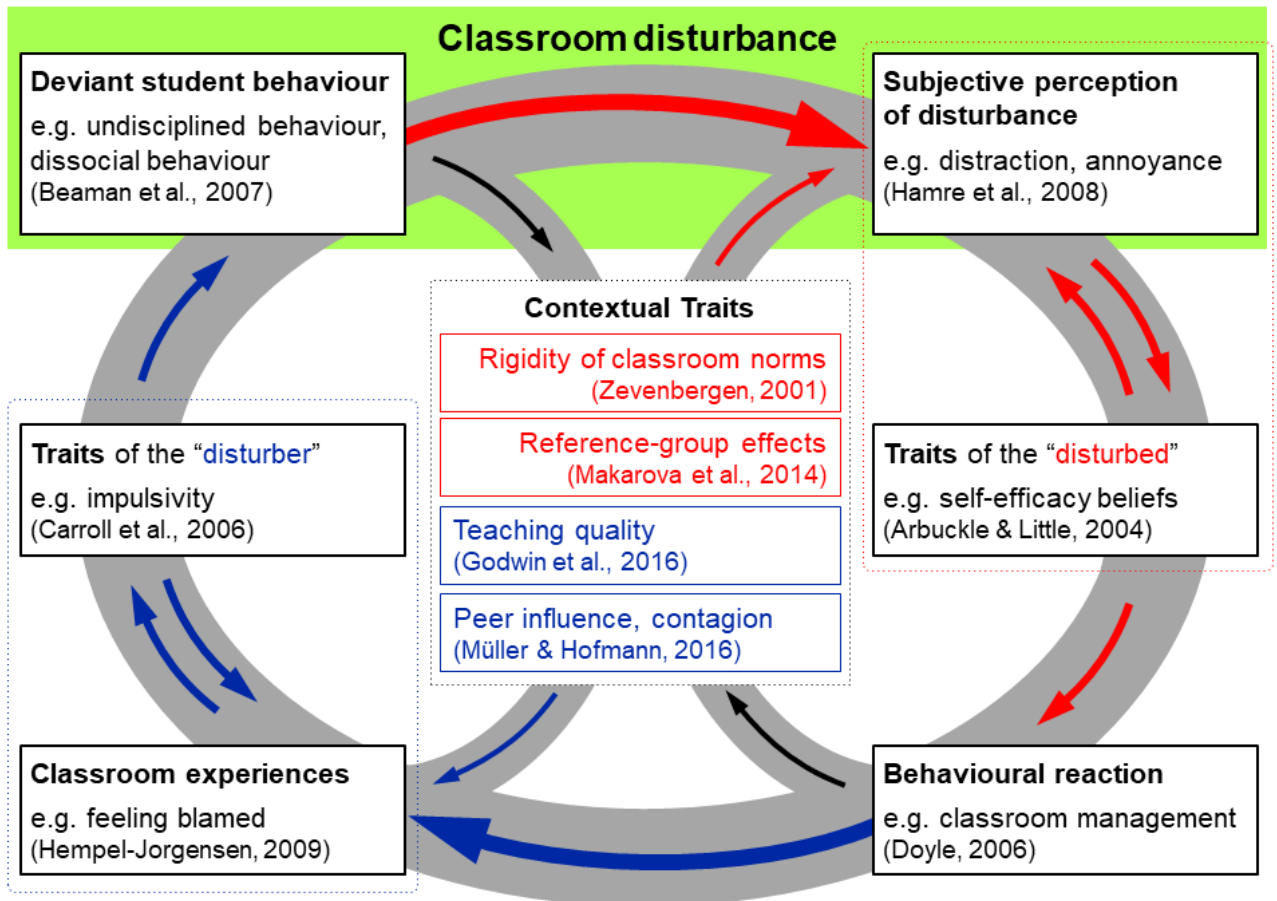 Classroom disturbance
Deviant student behaviour
e.g. undisciplined behaviour,
dissocial behaviour
(Beaman et al., 2007)
Subjective perception
of disturbance
e.g. distraction, annoyance
(Hamre et al., 2008)
Contextual Traits
Rigidity of classroom norms
(Zevenbergen, 2001)
Reference-group effects
(Makarova et al., 2014)
Teaching quality
(Godwin et al., 2016)
Peer influence, contagion
(Müller & Hofmann, 2016)
Traits of the “disturber”
e.g. impulsivity
(Carroll et al., 2006)
Traits of the “disturbed”
e.g. self-efficacy beliefs
(Arbuckle & Little, 2004)
Classroom experiences
e.g. feeling blamed
(Hempel-Jorgensen, 2009)
Behavioural reaction
e.g. classroom management
(Doyle, 2006)